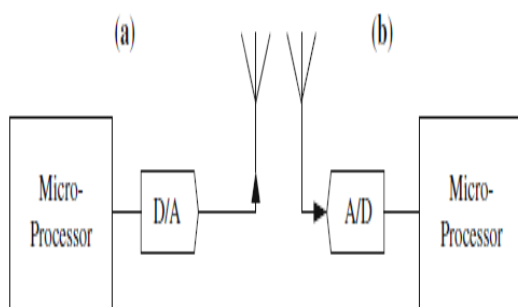 (a)
(b)
Micro-
Processor
D/A
A/D
Micro-
Processor